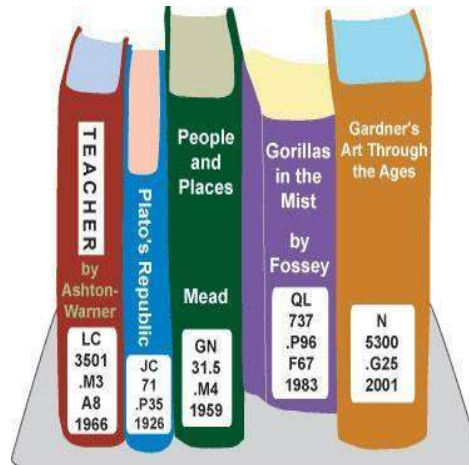 TEACHER
by
Ashton-
Warner
LC
3501
.M3
A8
1966
Plato's Republic
JC
71
.P35
1926
People
and
Places
Mead
GN
31.5
.M4
1959
Gorillas
in the
Mist
by
Fossey
QL
737
.P96
F67
1983
Gardner's
Art Through
the Ages
N
5300
.G25
2001